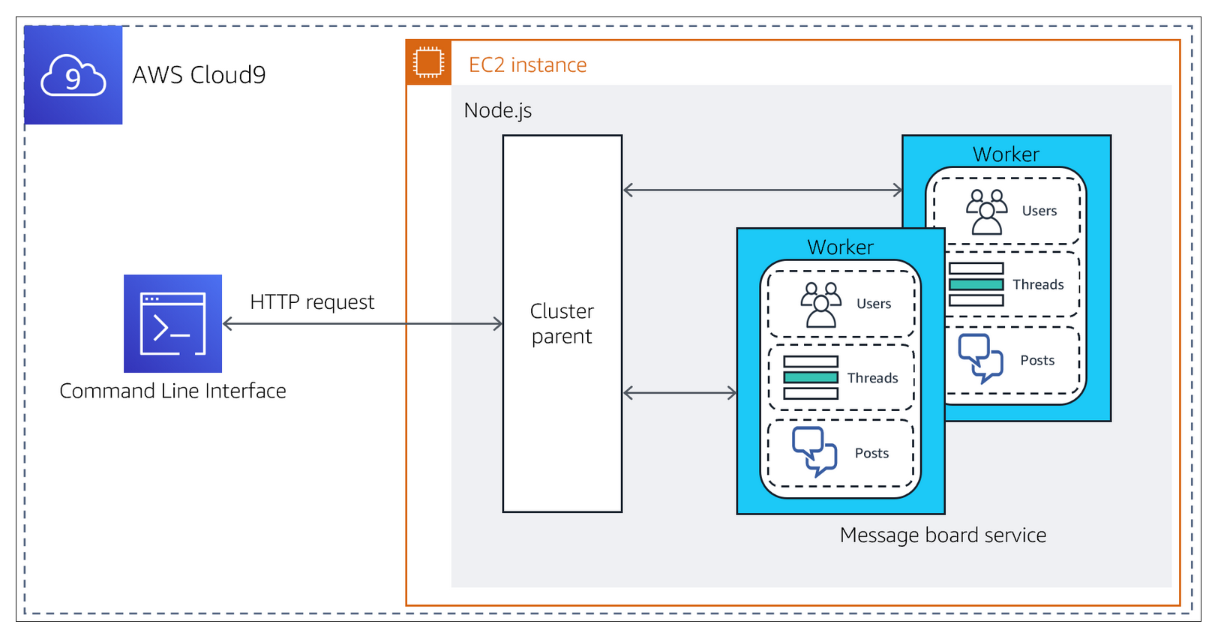 9
AWS Cloud9
EC2 instance
Node.js
Command Line Interface
HTTP request
Cluster
parent
Worker
Users
Threads
Posts
Worker
Users
Threads
Posts
Message board service